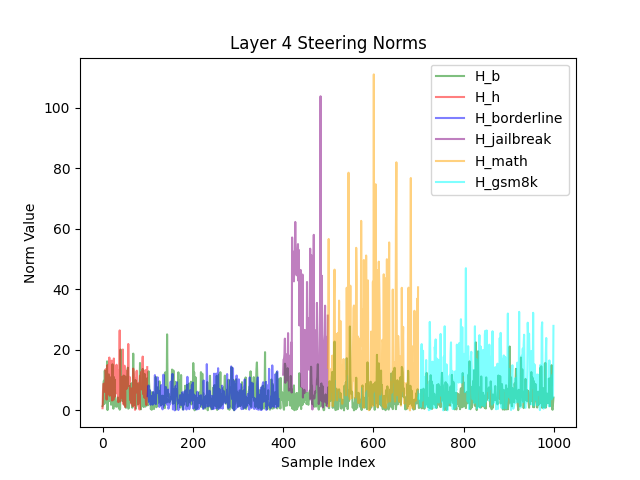 Layer 4 Steering Norms
H_b
H_h
H_borderline
H_jailbreak
H_math
H_gsm8k
Norm Value
100
80
60
40
20
0
0
200
400
600
800
1000
Sample Index